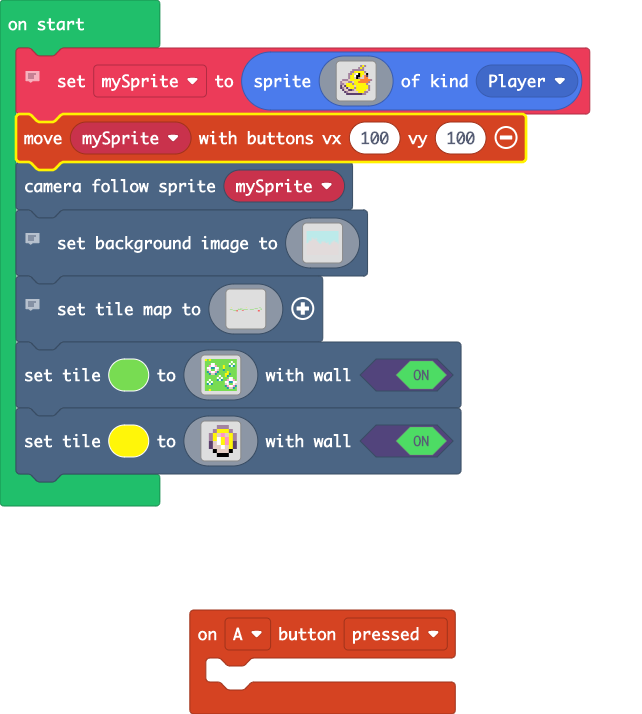 on start
set mySprite to sprite of kind Player
move mySprite with buttons vx 100 vy 100
camera follow sprite mySprite
set background image to
set tile map to
set tile to with wall ON
set tile to with wall ON
on A button pressed